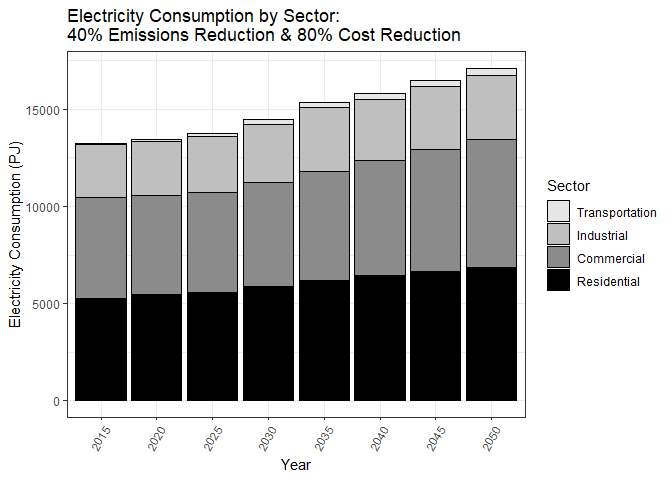 Electricity Consumption by Sector:
40% Emissions Reduction & 80% Cost Reduction
Electricity Consumption (PJ)
15000
10000
5000
0
2015
2020
2025
2030
2035
2040
2045
2050
Year
Sector
Transportation
Industrial
Commercial
Residential